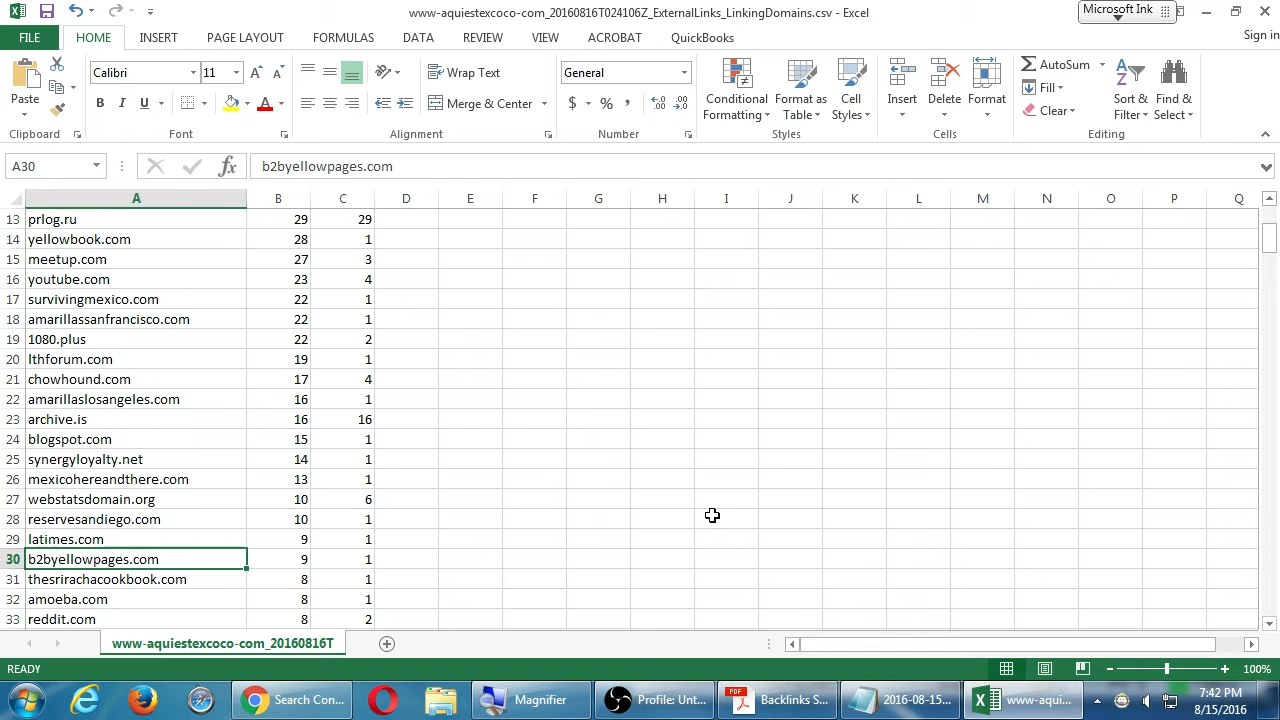 www-aquiestexcoco-com_20160816T024106Z_ExternalLinks_LinkingDomains.csv - Excel
Microsoft Ink
FILE HOME INSERT PAGE LAYOUT FORMULAS DATA REVIEW VIEW ACROBAT QuickBooks Sign in
Paste
Calibri 11
B I U
A
Wrap Text
Merge & Center
General
$ % ,
Conditional Formatting
Format as Table
Cell Styles
Insert Delete Format
AutoSum
Fill
Clear
Sort & Filter
Find & Select
Clipboard Font Alignment Number Styles Cells Editing
A30 fx b2byellowpages.com
A B C D E F G H I J K L M N O P Q
13 prlog.ru 29 29
14 yellowbook.com 28 1
15 meetup.com 27 3
16 youtube.com 23 4
17 survivingmexico.com 22 1
18 amarillassanfrancisco.com 22 1
19 1080.plus 22 2
20 lthforum.com 19 1
21 chowhound.com 17 4
22 amarillaslosangeles.com 16 1
23 archive.is 16 16
24 blogspot.com 15 1
25 synergyloyalty.net 14 1
26 mexicohereandthere.com 13 1
27 webstatsdomain.org 10 6
28 reservesandiego.com 10 1
29 latimes.com 9 1
30 b2byellowpages.com 9 1
31 thesrirachacookbook.com 8 1
32 amoeba.com 8 1
33 reddit.com 8 2
www-aquiestexcoco-com_20160816T
READY 100%
Search Con... Magnifier Profile: Unt... Backlinks S... 2016-08-15... www-aqui...
7:42 PM
8/15/2016